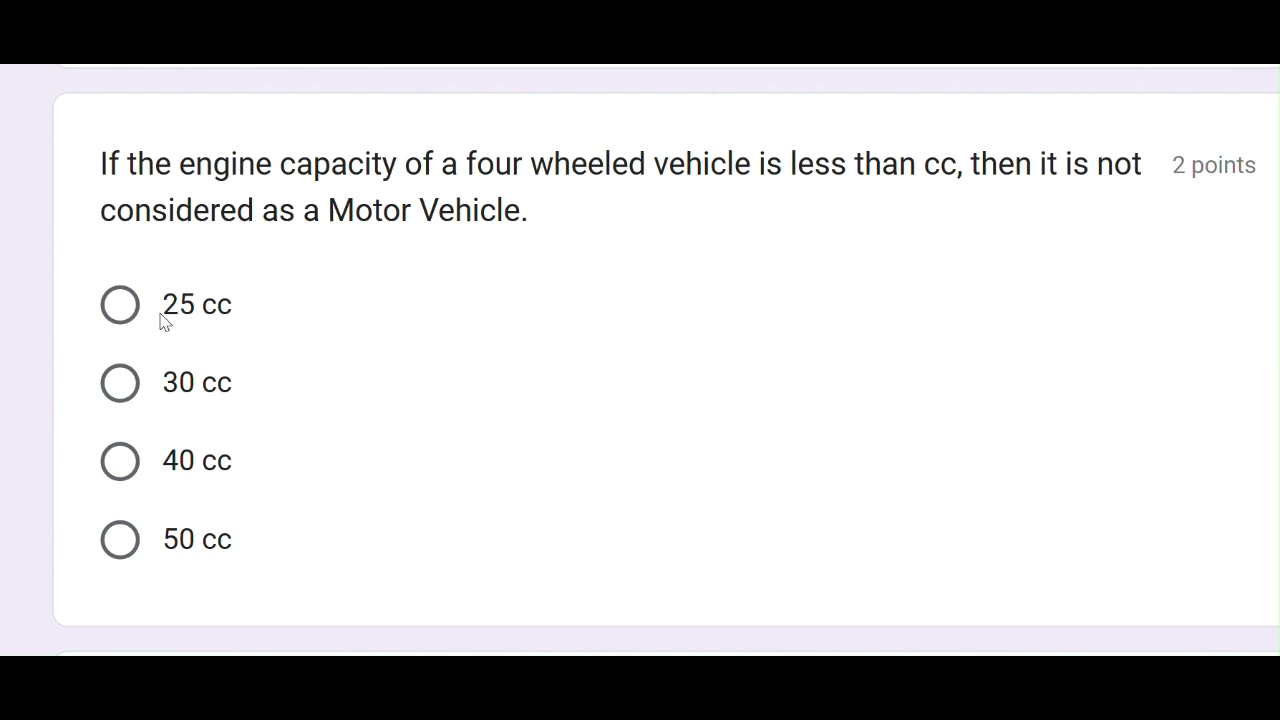 If the engine capacity of a four wheeled vehicle is less than cc, then it is not 2 points
considered as a Motor Vehicle.
25 cc
30 cc
40 cc
50 cc